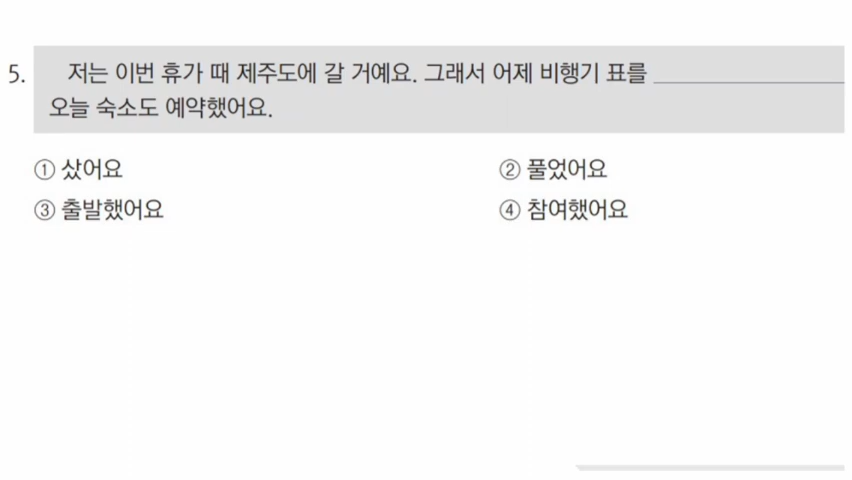 5. 저는 이번 휴가 때 제주도에 갈 거예요. 그래서 어제 비행기 표를 ____________
오늘 숙소도 예약했어요.
① 샀어요 ② 풀었어요
③ 출발했어요 ④ 참여했어요